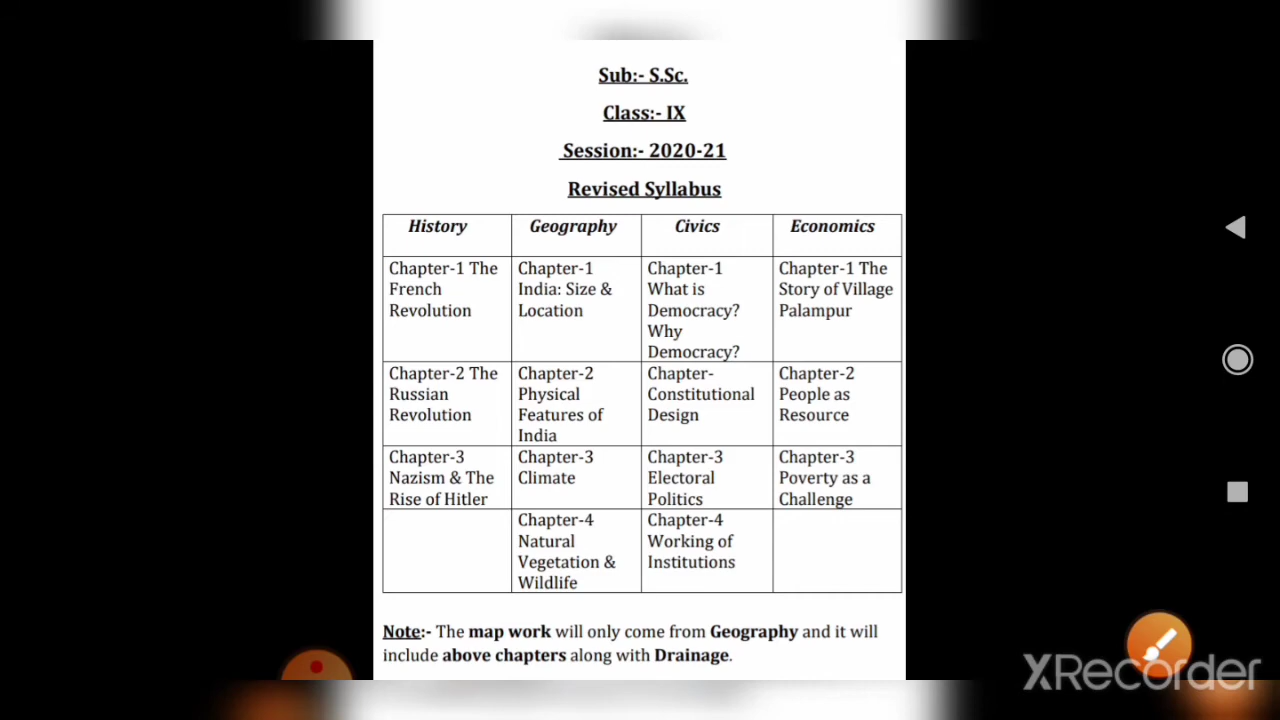 Sub:- S.Sc.
Class:- IX
Session:- 2020-21
Revised Syllabus
History Geography Civics Economics
Chapter-1 The
French
Revolution
Chapter-1
India: Size &
Location
Chapter-1
What is
Democracy?
Why
Democracy?
Chapter-1 The
Story of Village
Palampur
Chapter-2 The
Russian
Revolution
Chapter-2
Physical
Features of
India
Chapter-
Constitutional
Design
Chapter-2
People as
Resource
Chapter-3
Nazism & The
Rise of Hitler
Chapter-3
Climate
Chapter-3
Electoral
Politics
Chapter-3
Poverty as a
Challenge
Chapter-4
Natural
Vegetation &
Wildlife
Chapter-4
Working of
Institutions
Note:- The map work will only come from Geography and it will
include above chapters along with Drainage.
XRecorder